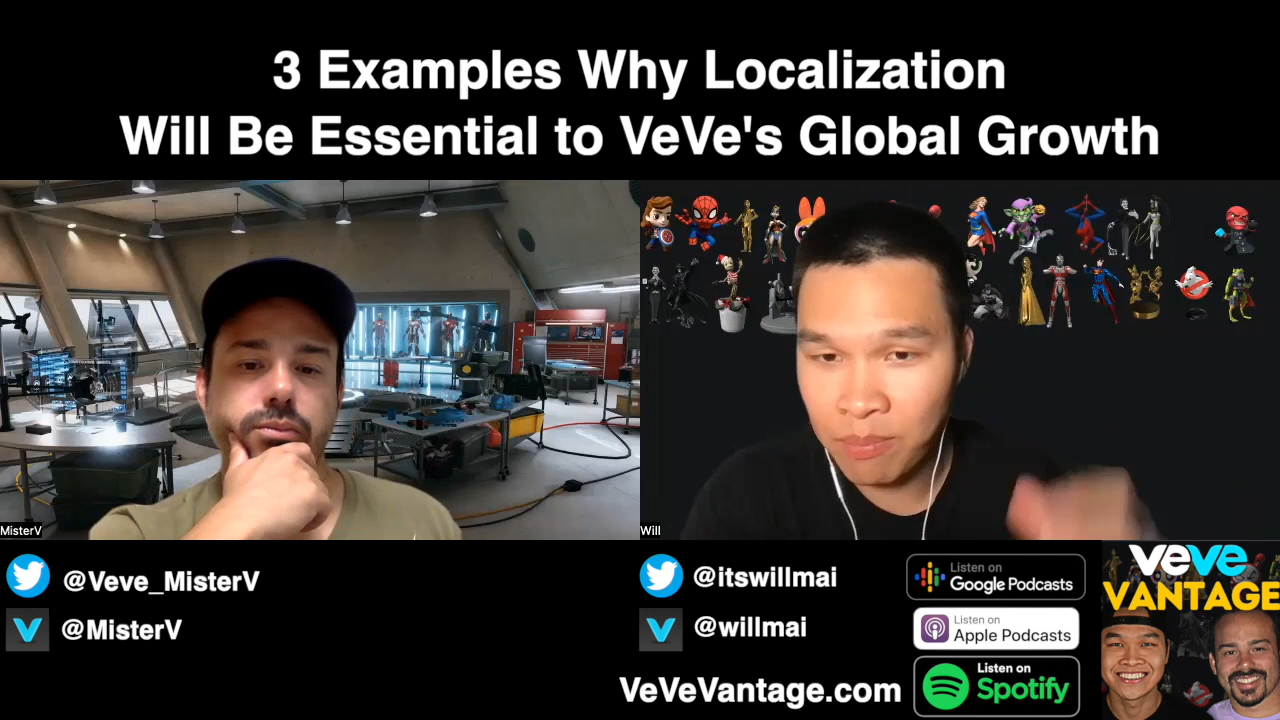 3 Examples Why Localization
Will Be Essential to VeVe's Global Growth
MisterV
Will
@Veve_MisterV
@MisterV
@itswillmai
@willmai
VeVeVantage.com
Listen on
Google Podcasts
Listen on
Apple Podcasts
Listen on
Spotify
veve
VANTAGE